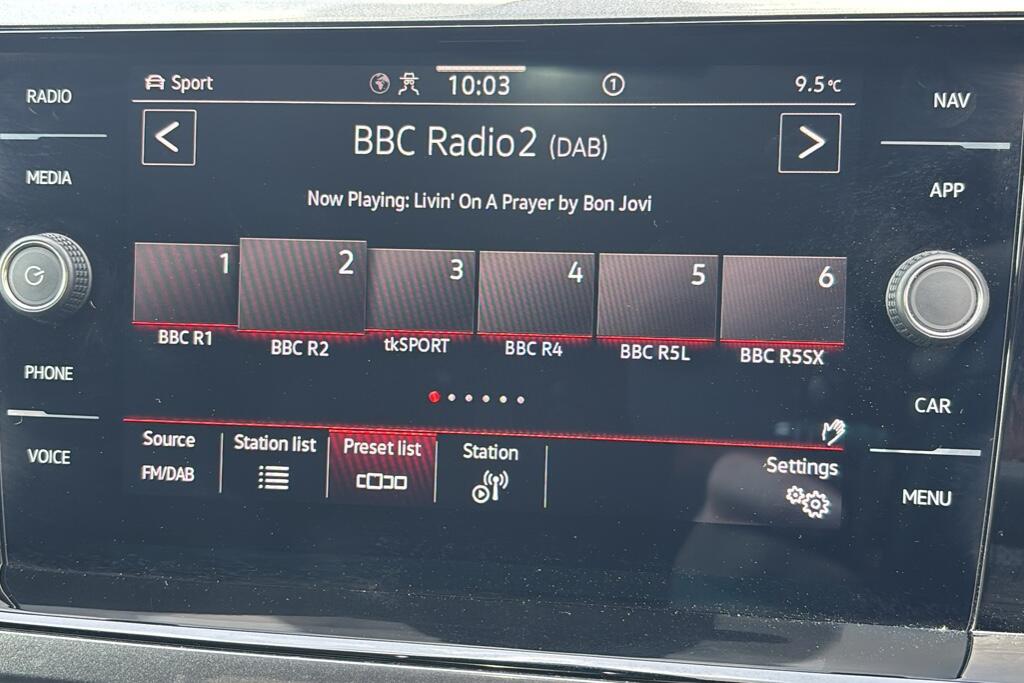 RADIO
MEDIA
PHONE
VOICE
Sport
10:03
1
9.5°C
BBC Radio2 (DAB)
Now Playing: Livin' On A Prayer by Bon Jovi
1
2
3
4
5
6
BBC R1
BBC R2
tkSPORT
BBC R4
BBC R5L
BBC R5SX
Source
FM/DAB
Station list
Preset list
Station
Settings
NAV
APP
CAR
MENU